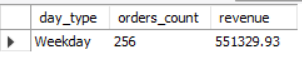 day_type orders_count revenue
Weekday 256 551329.93